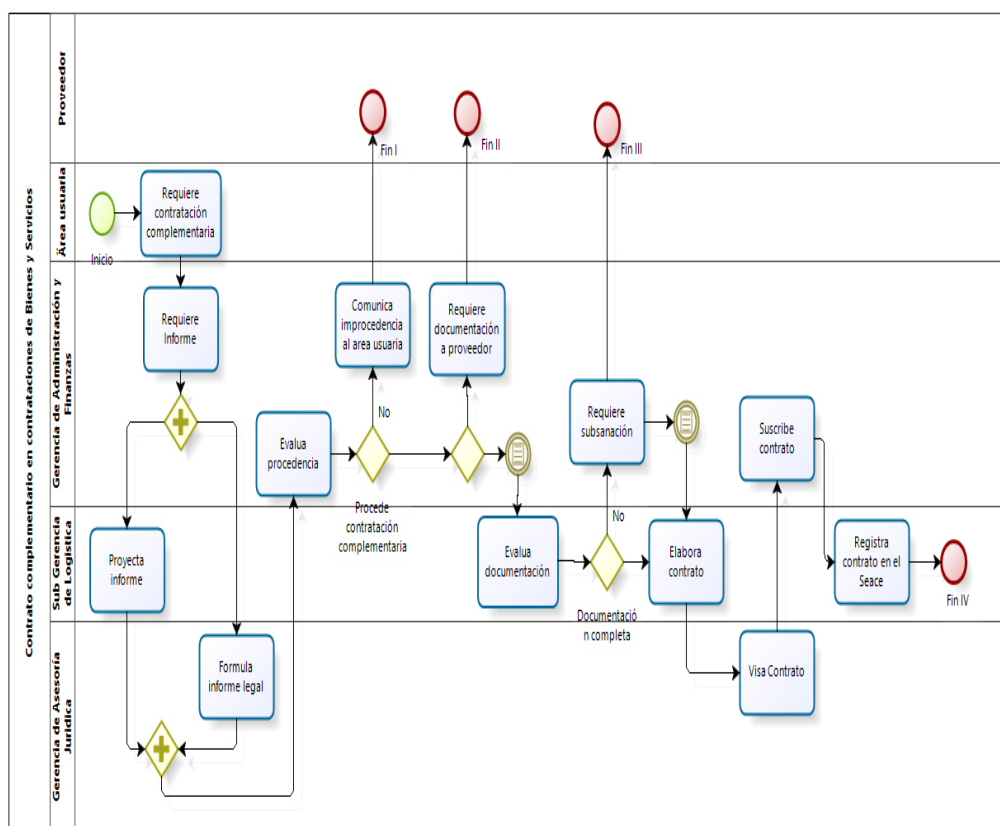 Contrato complementario en contrataciones de Bienes y Servicios
Proveedor
Fin I
Fin II
Fin III
Área usuaria
Inicio
Requiere
contratación
complementaria
Gerencia de Administración y
Finanzas
Requiere
Informe
Evalua
procedencia
Comunica
improcedencia
al area usuaria
No
Procede
contratación
complementaria
Requiere
documentación
a proveedor
Requiere
subsanación
No
Suscribe
contrato
Sub Gerencia
de Logística
Proyecta
informe
Evalua
documentación
Documentació
n completa
Elabora
contrato
Registra
contrato en el
Seace
Fin IV
Gerencia de Asesoría
Juridica
Formula
informe legal
Visa Contrato